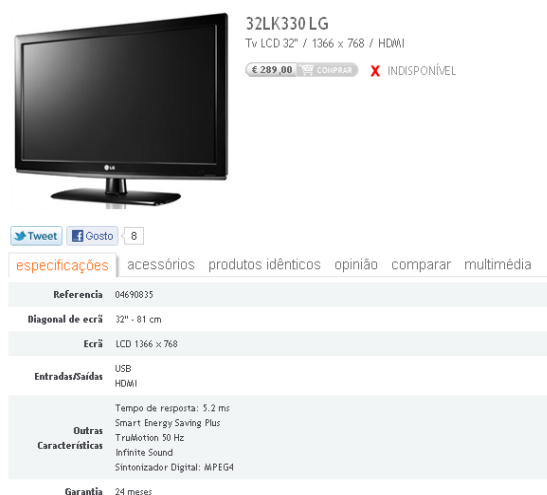 32LK330 LG
Tv LCD 32" / 1366 x 768 / HDMI
€ 289,00 COMPRAR X INDISPONÍVEL
LG
Tweet Gosto 8
especificações acessórios produtos idênticos opinião comparar multimédia
Referencia 04690835
Diagonal de ecrã 32" - 81 cm
Ecrã LCD 1366 x 768
Entradas/Saídas USB
HDMI
Tempo de resposta: 5.2 ms
Smart Energy Saving Plus
Outras Características TruMotion 50 Hz
Infinite Sound
Sintonizador Digital: MPEG4
Garantia 24 meses